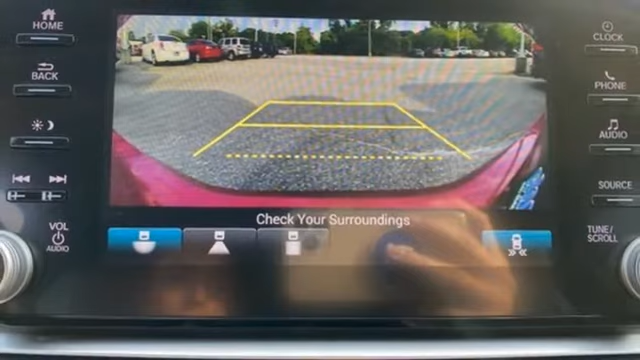 HOME
BACK
VOL
AUDIO
Check Your Surroundings
CLOCK
PHONE
AUDIO
SOURCE
TUNE/
SCROLL